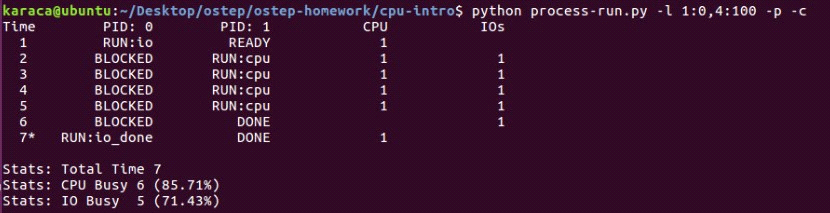 karaca@ubuntu:~/Desktop/ostep/ostep-homework/cpu-intro$ python process-run.py -l 1:0,4:100 -p -c
Time        PID: 0        PID: 1           CPU           IOs
  1         RUN:io         READY             1
  2        BLOCKED       RUN:cpu             1             1
  3        BLOCKED       RUN:cpu             1             1
  4        BLOCKED       RUN:cpu             1             1
  5        BLOCKED       RUN:cpu             1             1
  6        BLOCKED          DONE                           1
  7*   RUN:io_done          DONE             1
Stats: Total Time 7
Stats: CPU Busy 6 (85.71%)
Stats: IO Busy  5 (71.43%)